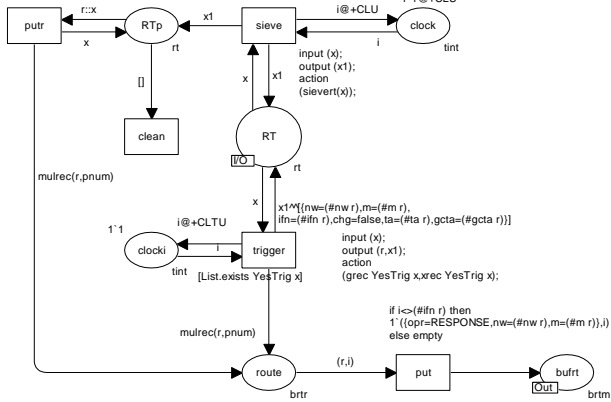 1`1@+CLU
r::x
x1
i@+CLU
putr
RTp
sieve
clock
x
rt
i
tint
input (x);
output (x1);
action
(sievert(x));
[]
x
x1
clean
RT
I/O
rt
mulrec(r,pnum)
x
x1^^[{nw=(#nw r),m=(#m r),
ifn=(#ifn r),chg=false,ta=(#ta r),gcta=(#gcta r)}]
i@+CLTU
1`1
clocki
i
trigger
tint
[List.exists YesTrig x]
input (x);
output (r,x1);
action
(grec YesTrig x,xrec YesTrig x);
if i<>(#ifn r) then
1`({opr=RESPONSE,nw=(#nw r),m=(#m r)},i)
else empty
mulrec(r,pnum)
(r,i)
route
put
bufrt
Out
brtr
brtm